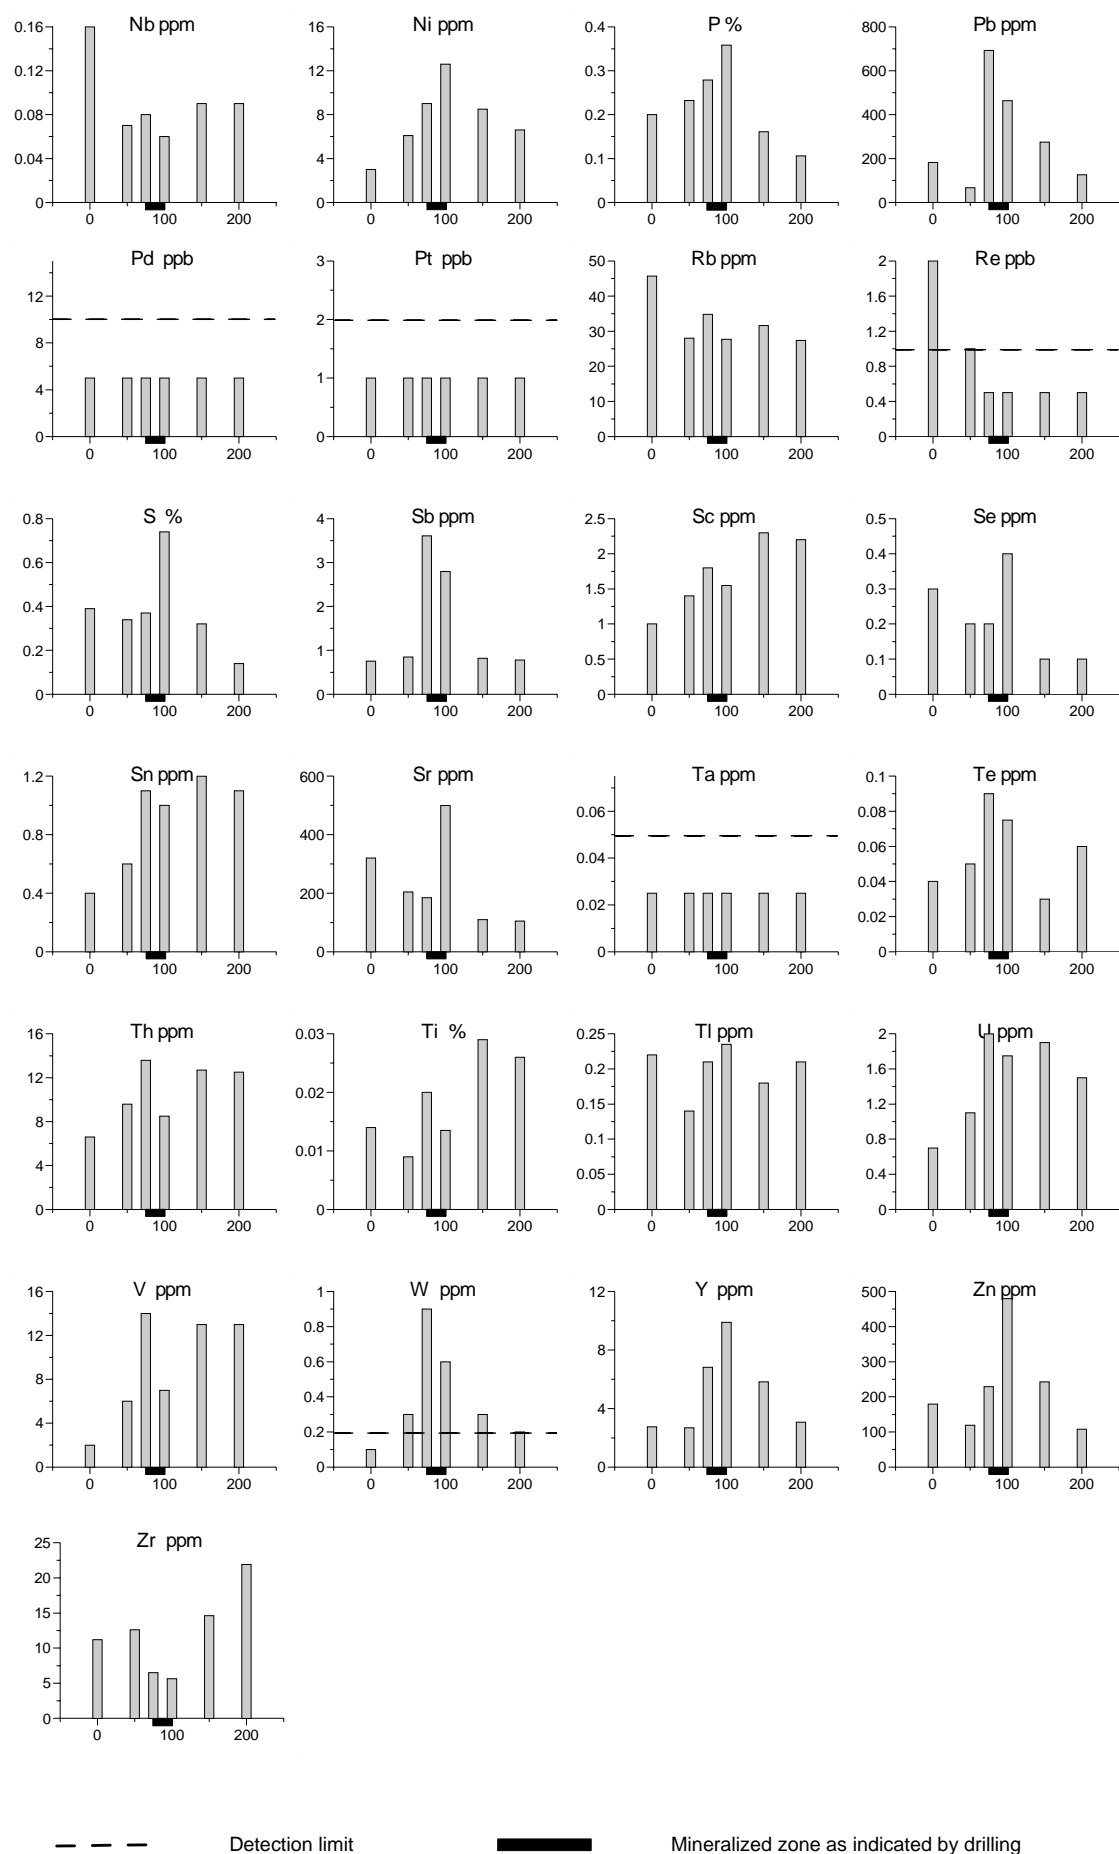 Nb ppm
0.16
0.12
0.08
0.04
0
0 100 200
Ni ppm
16
12
8
4
0
0 100 200
P %
0.4
0.3
0.2
0.1
0
0 100 200
Pb ppm
800
600
400
200
0
0 100 200
Pd ppb
12
8
4
0
0 100 200
Pt ppb
3
2
1
0
0 100 200
Rb ppm
50
40
30
20
10
0
0 100 200
Re ppb
2
1.6
1.2
0.8
0.4
0
0 100 200
S %
0.8
0.6
0.4
0.2
0
0 100 200
Sb ppm
4
3
2
1
0
0 100 200
Sc ppm
2.5
2
1.5
1
0.5
0
0 100 200
Se ppm
0.5
0.4
0.3
0.2
0.1
0
0 100 200
Sn ppm
1.2
0.8
0.4
0
0 100 200
Sr ppm
600
400
200
0
0 100 200
Ta ppm
0.06
0.04
0.02
0
0 100 200
Te ppm
0.1
0.08
0.06
0.04
0.02
0
0 100 200
Th ppm
16
12
8
4
0
0 100 200
Ti %
0.03
0.02
0.01
0
0 100 200
Tl ppm
0.25
0.2
0.15
0.1
0.05
0
0 100 200
U ppm
2
1.6
1.2
0.8
0.4
0
0 100 200
V ppm
16
12
8
4
0
0 100 200
W ppm
1
0.8
0.6
0.4
0.2
0
0 100 200
Y ppm
12
8
4
0
0 100 200
Zn ppm
500
400
300
200
100
0
0 100 200
Zr ppm
25
20
15
10
5
0
0 100 200
Detection limit
Mineralized zone as indicated by drilling